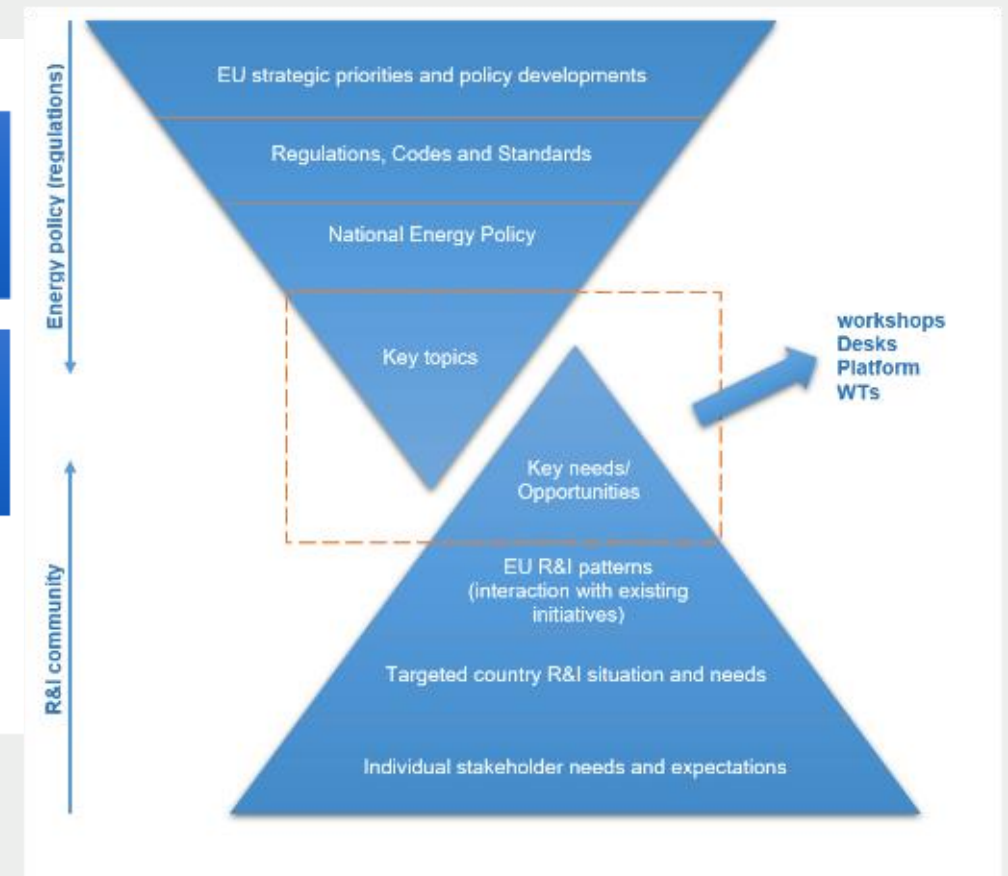 Energy policy (regulations)
EU strategic priorities and policy developments
Regulations, Codes and Standards
National Energy Policy
Key topics
workshops
Desks
Platform
WTs
R&I community
Key needs/
Opportunities
EU R&I patterns
(interaction with existing
initiatives)
Targeted country R&I situation and needs
Individual stakeholder needs and expectations